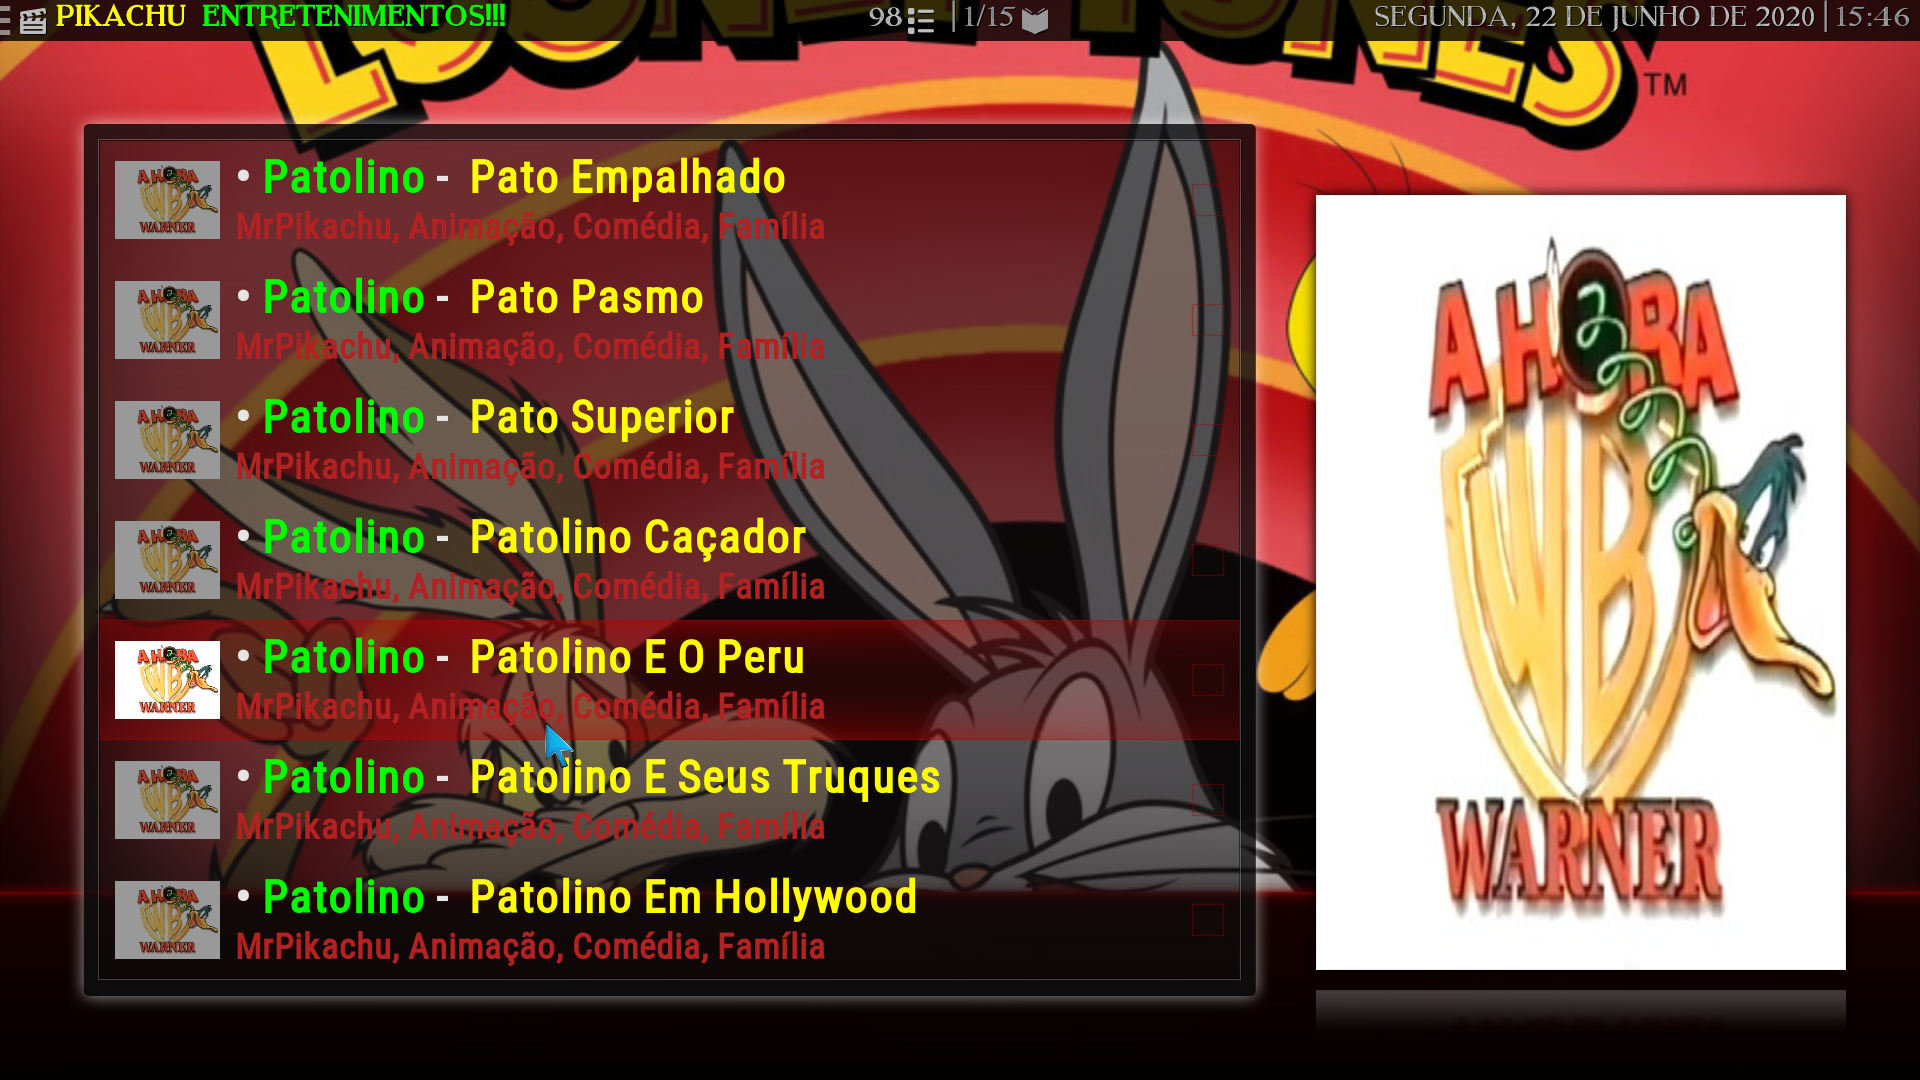 PIKACHU ENTRETENIMENTOS!!!
98 | 1/15
SEGUNDA, 22 DE JUNHO DE 2020 | 15:46
LOONEY TUNES
TM
• Patolino - Pato Empalhado
MrPikachu, Animação, Comédia, Família
• Patolino - Pato Pasmo
MrPikachu, Animação, Comédia, Família
• Patolino - Pato Superior
MrPikachu, Animação, Comédia, Família
• Patolino - Patolino Caçador
MrPikachu, Animação, Comédia, Família
• Patolino - Patolino E O Peru
MrPikachu, Animação, Comédia, Família
• Patolino - Patolino E Seus Truques
MrPikachu, Animação, Comédia, Família
• Patolino - Patolino Em Hollywood
MrPikachu, Animação, Comédia, Família
A HORA
WB
WARNER